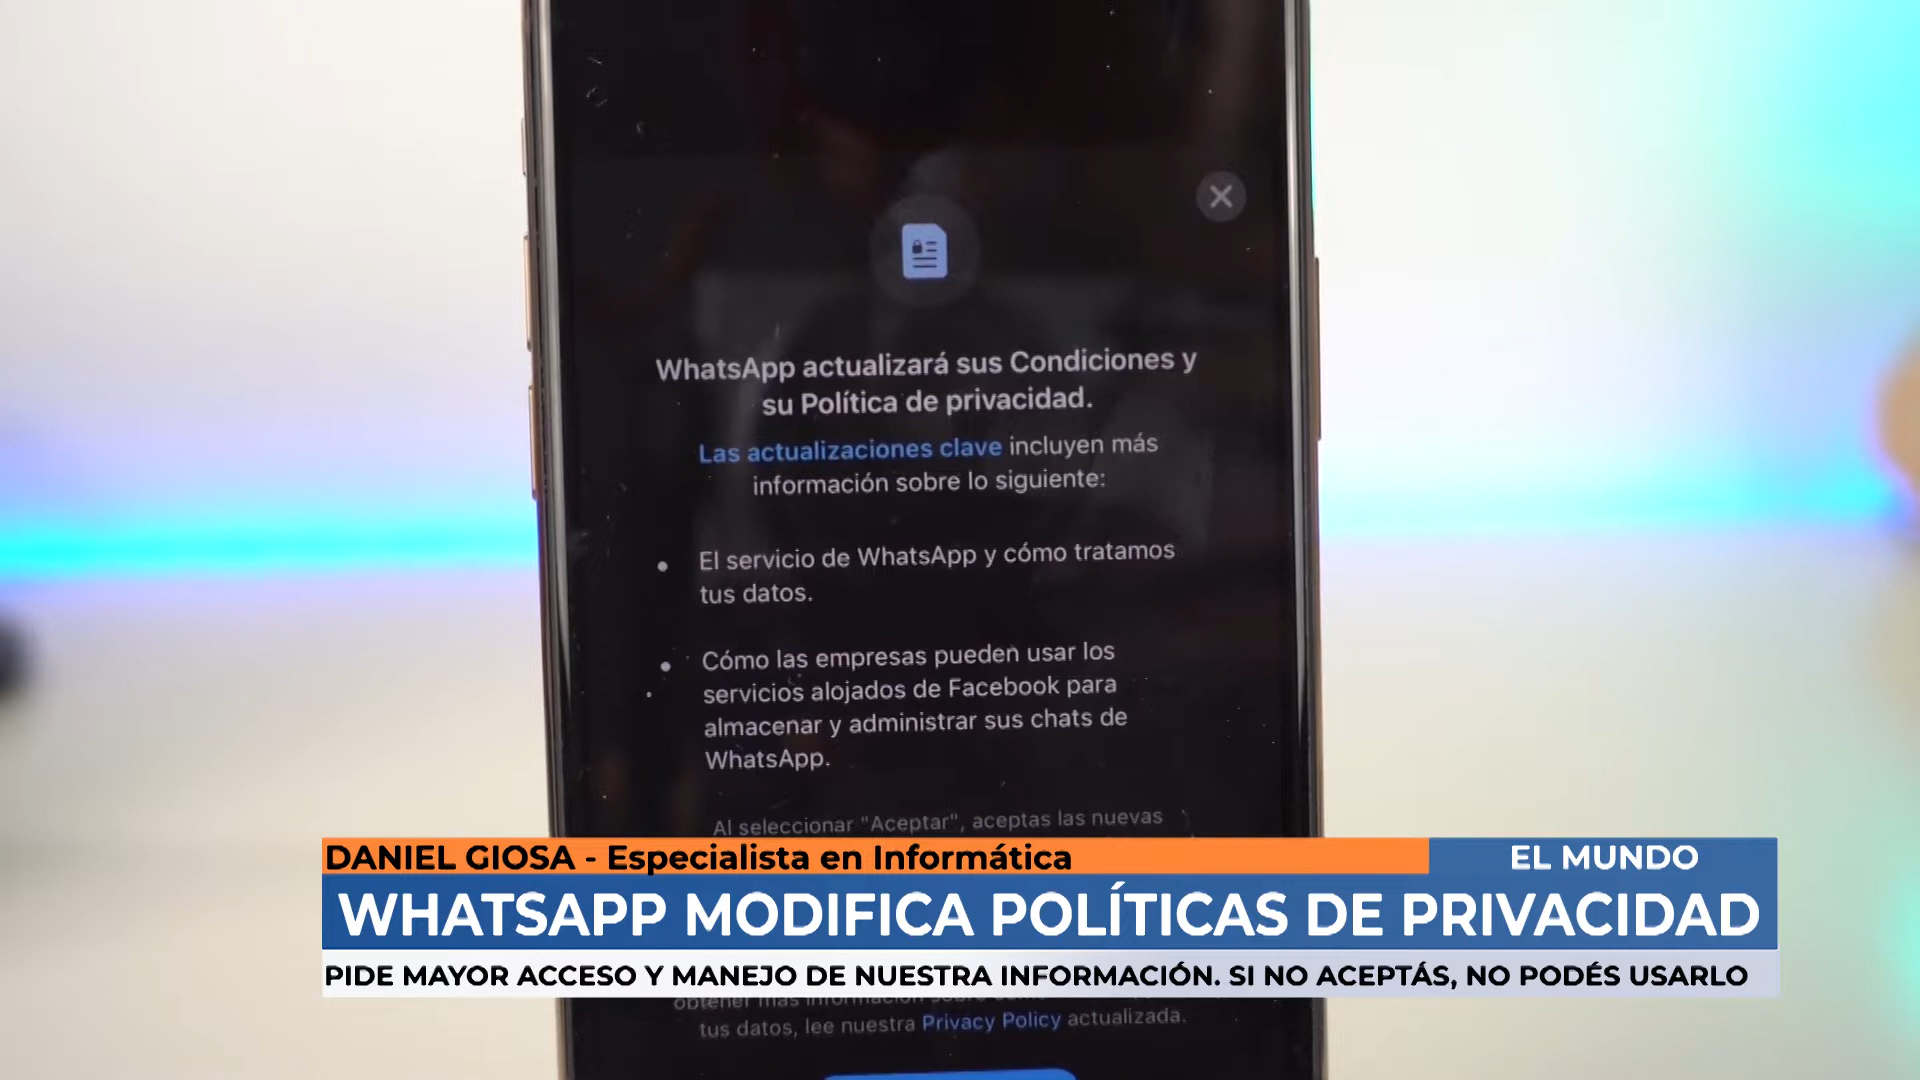 WhatsApp actualizará sus Condiciones y
su Política de privacidad.
Las actualizaciones clave incluyen más
información sobre lo siguiente:
• El servicio de WhatsApp y cómo tratamos
tus datos.
• Cómo las empresas pueden usar los
servicios alojados de Facebook para
almacenar y administrar sus chats de
WhatsApp.
Al seleccionar "Aceptar", aceptas las nuevas
DANIEL GIOSA - Especialista en Informática
EL MUNDO
WHATSAPP MODIFICA POLÍTICAS DE PRIVACIDAD
PIDE MAYOR ACCESO Y MANEJO DE NUESTRA INFORMACIÓN. SI NO ACEPTÁS, NO PODÉS USARLO
obtener más información sobre
tus datos, lee nuestra Privacy Policy actualizada.